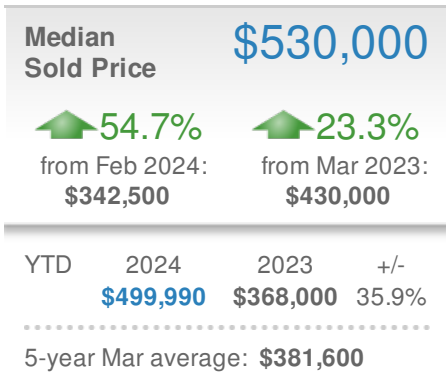 Median
Sold Price
$530,000
54.7%
from Feb 2024:
$342,500
23.3%
from Mar 2023:
$430,000
YTD 2024 2023 +/-
$499,990 $368,000 35.9%
5-year Mar average: $381,600